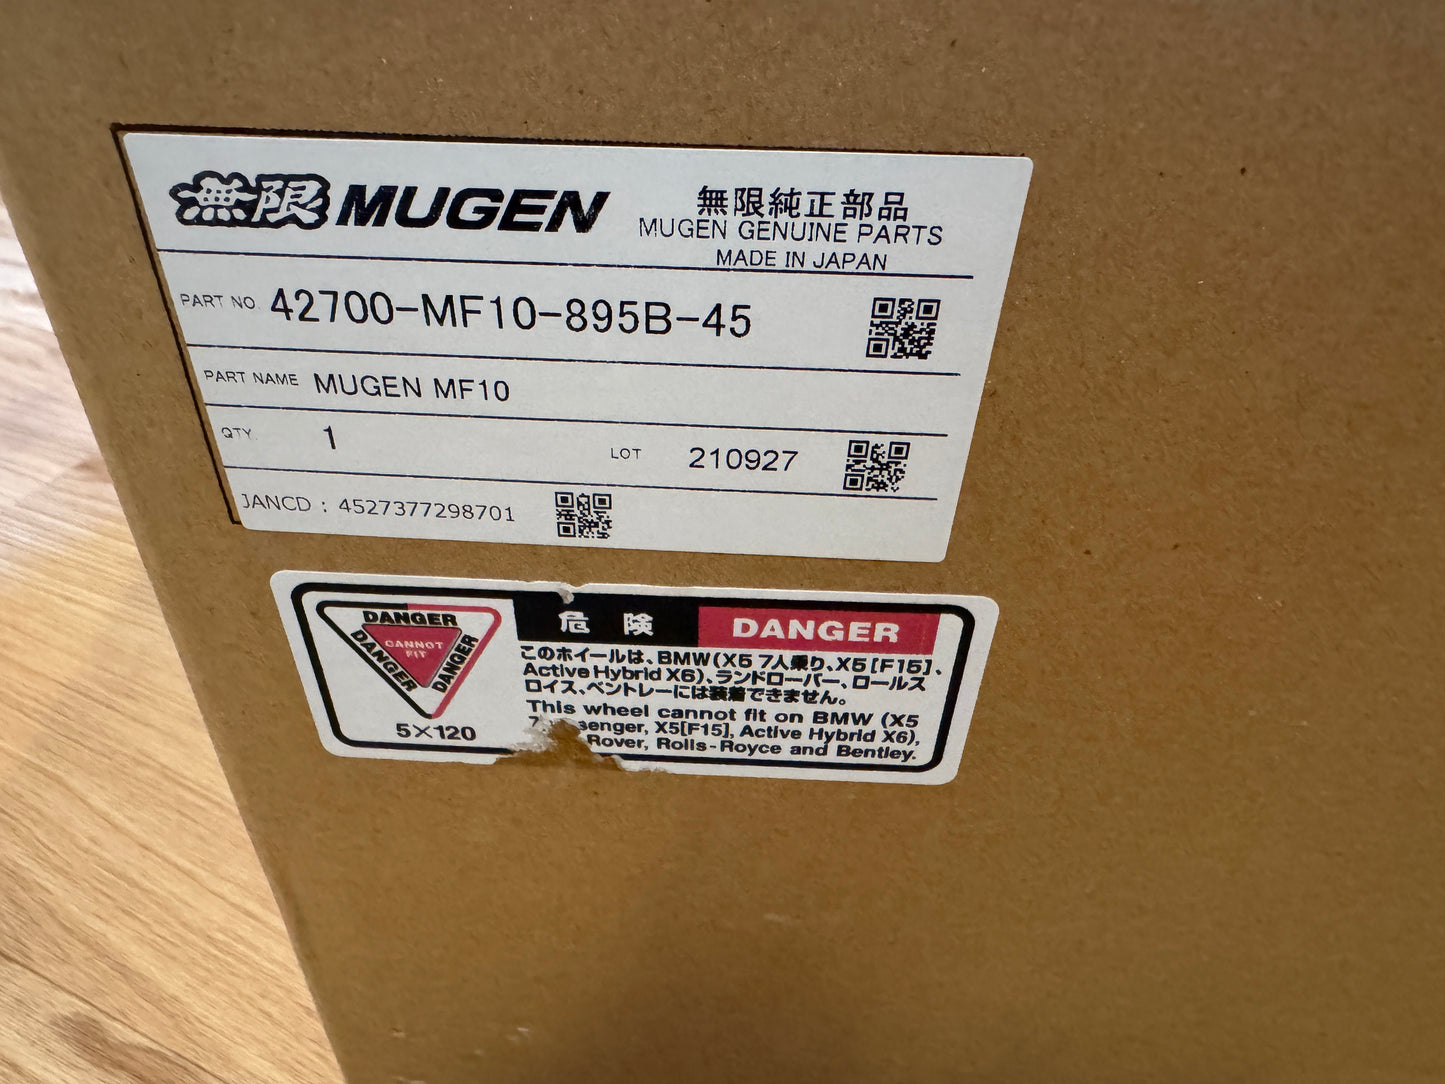 無限 MUGEN
無限純正部品
MUGEN GENUINE PARTS
MADE IN JAPAN
PART NO. 42700-MF10-895B-45
PART NAME MUGEN MF10
QTY. 1
LOT 210927
JANCD : 4527377298701
DANGER
DANGER
DANGER
CANNOT
FIT
5×120
危険 DANGER
このホイールは、BMW(X5 7人乗り、X5[F15]、
Active Hybrid X6)、ランドローバー、ロールス
ロイス、ベントレーには装着できません。
This wheel cannot fit on BMW (X5
X5[F15], Active Hybrid X6),
Rover, Rolls-Royce and Bentley.